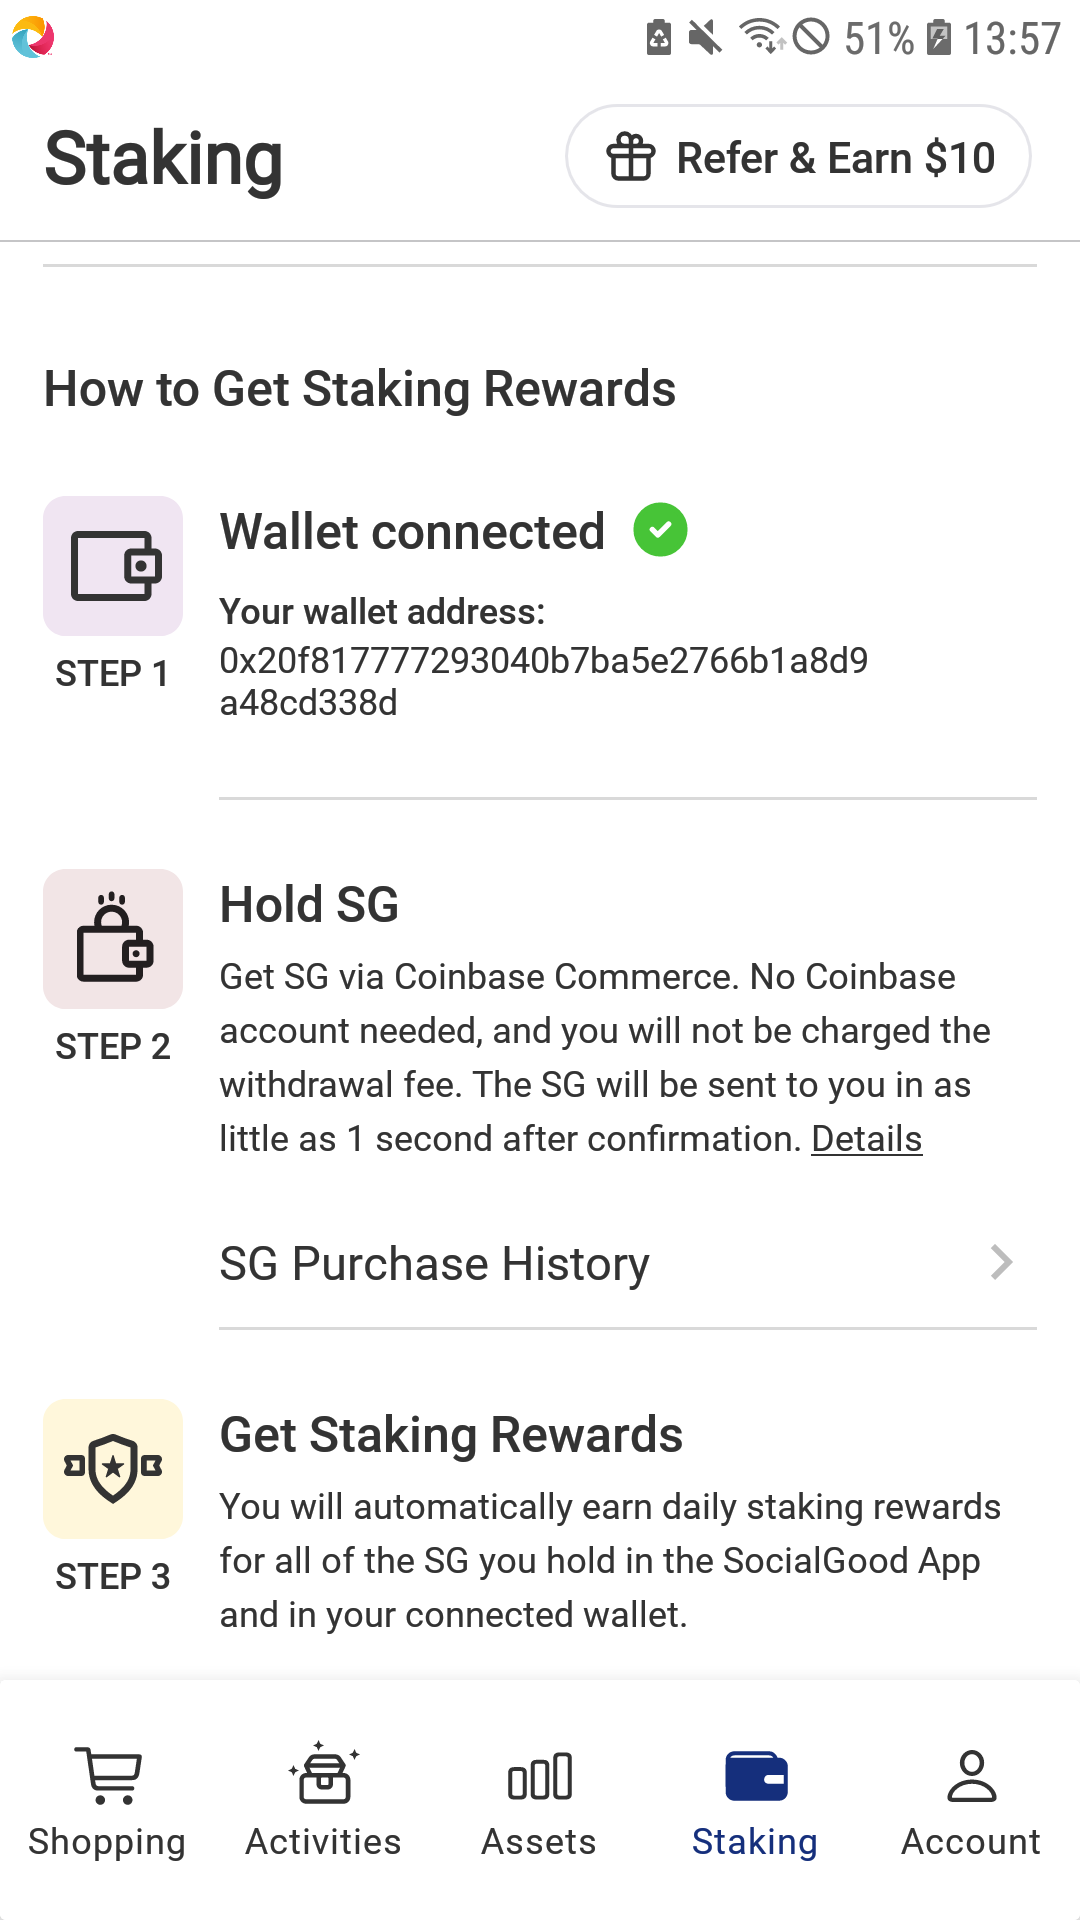 51% 13:57
Staking
Refer & Earn $10
How to Get Staking Rewards
Wallet connected
Your wallet address:
0x20f817777293040b7ba5e2766b1a8d9
a48cd338d
STEP 1
Hold SG
Get SG via Coinbase Commerce. No Coinbase
account needed, and you will not be charged the
withdrawal fee. The SG will be sent to you in as
little as 1 second after confirmation. Details
STEP 2
SG Purchase History
Get Staking Rewards
You will automatically earn daily staking rewards
for all of the SG you hold in the SocialGood App
and in your connected wallet.
STEP 3
Shopping
Activities
Assets
Staking
Account